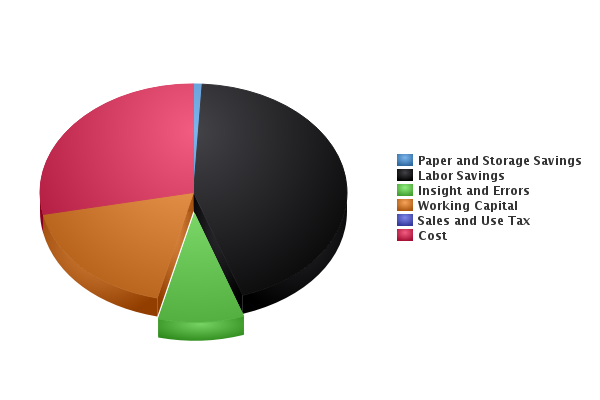 Paper and Storage Savings
Labor Savings
Insight and Errors
Working Capital
Sales and Use Tax
Cost